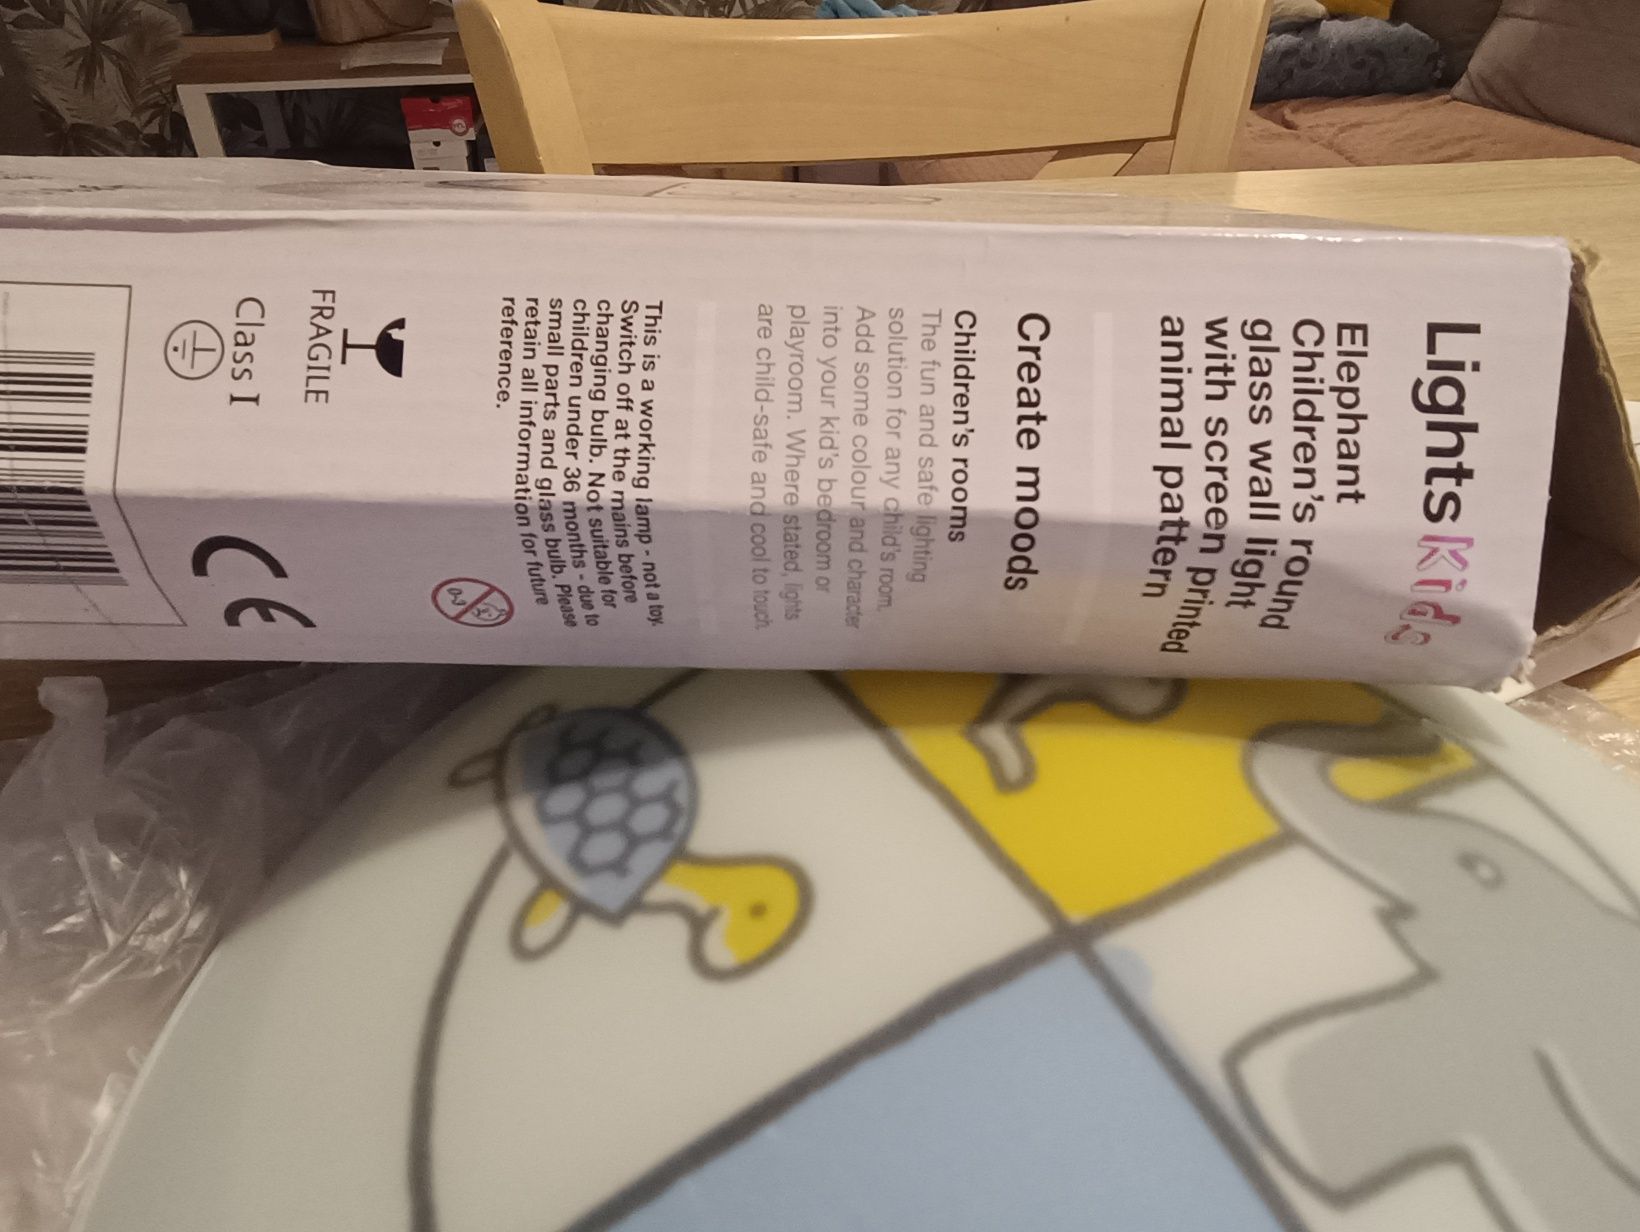 Lights Kids
Elephant
Children's round
glass wall light
with screen printed
animal pattern
Create moods
Children's rooms
The fun and safe lighting
solution for any child's room.
Add some colour and character
into your kid's bedroom or
playroom. Where stated, lights
are child-safe and cool to touch.
This is a working lamp - not a toy.
Switch off at the mains before
changing bulb. Not suitable for
children under 36 months - due to
small parts and glass bulb. Please
retain all information for future
reference.
0-3
FRAGILE
Class I
CE